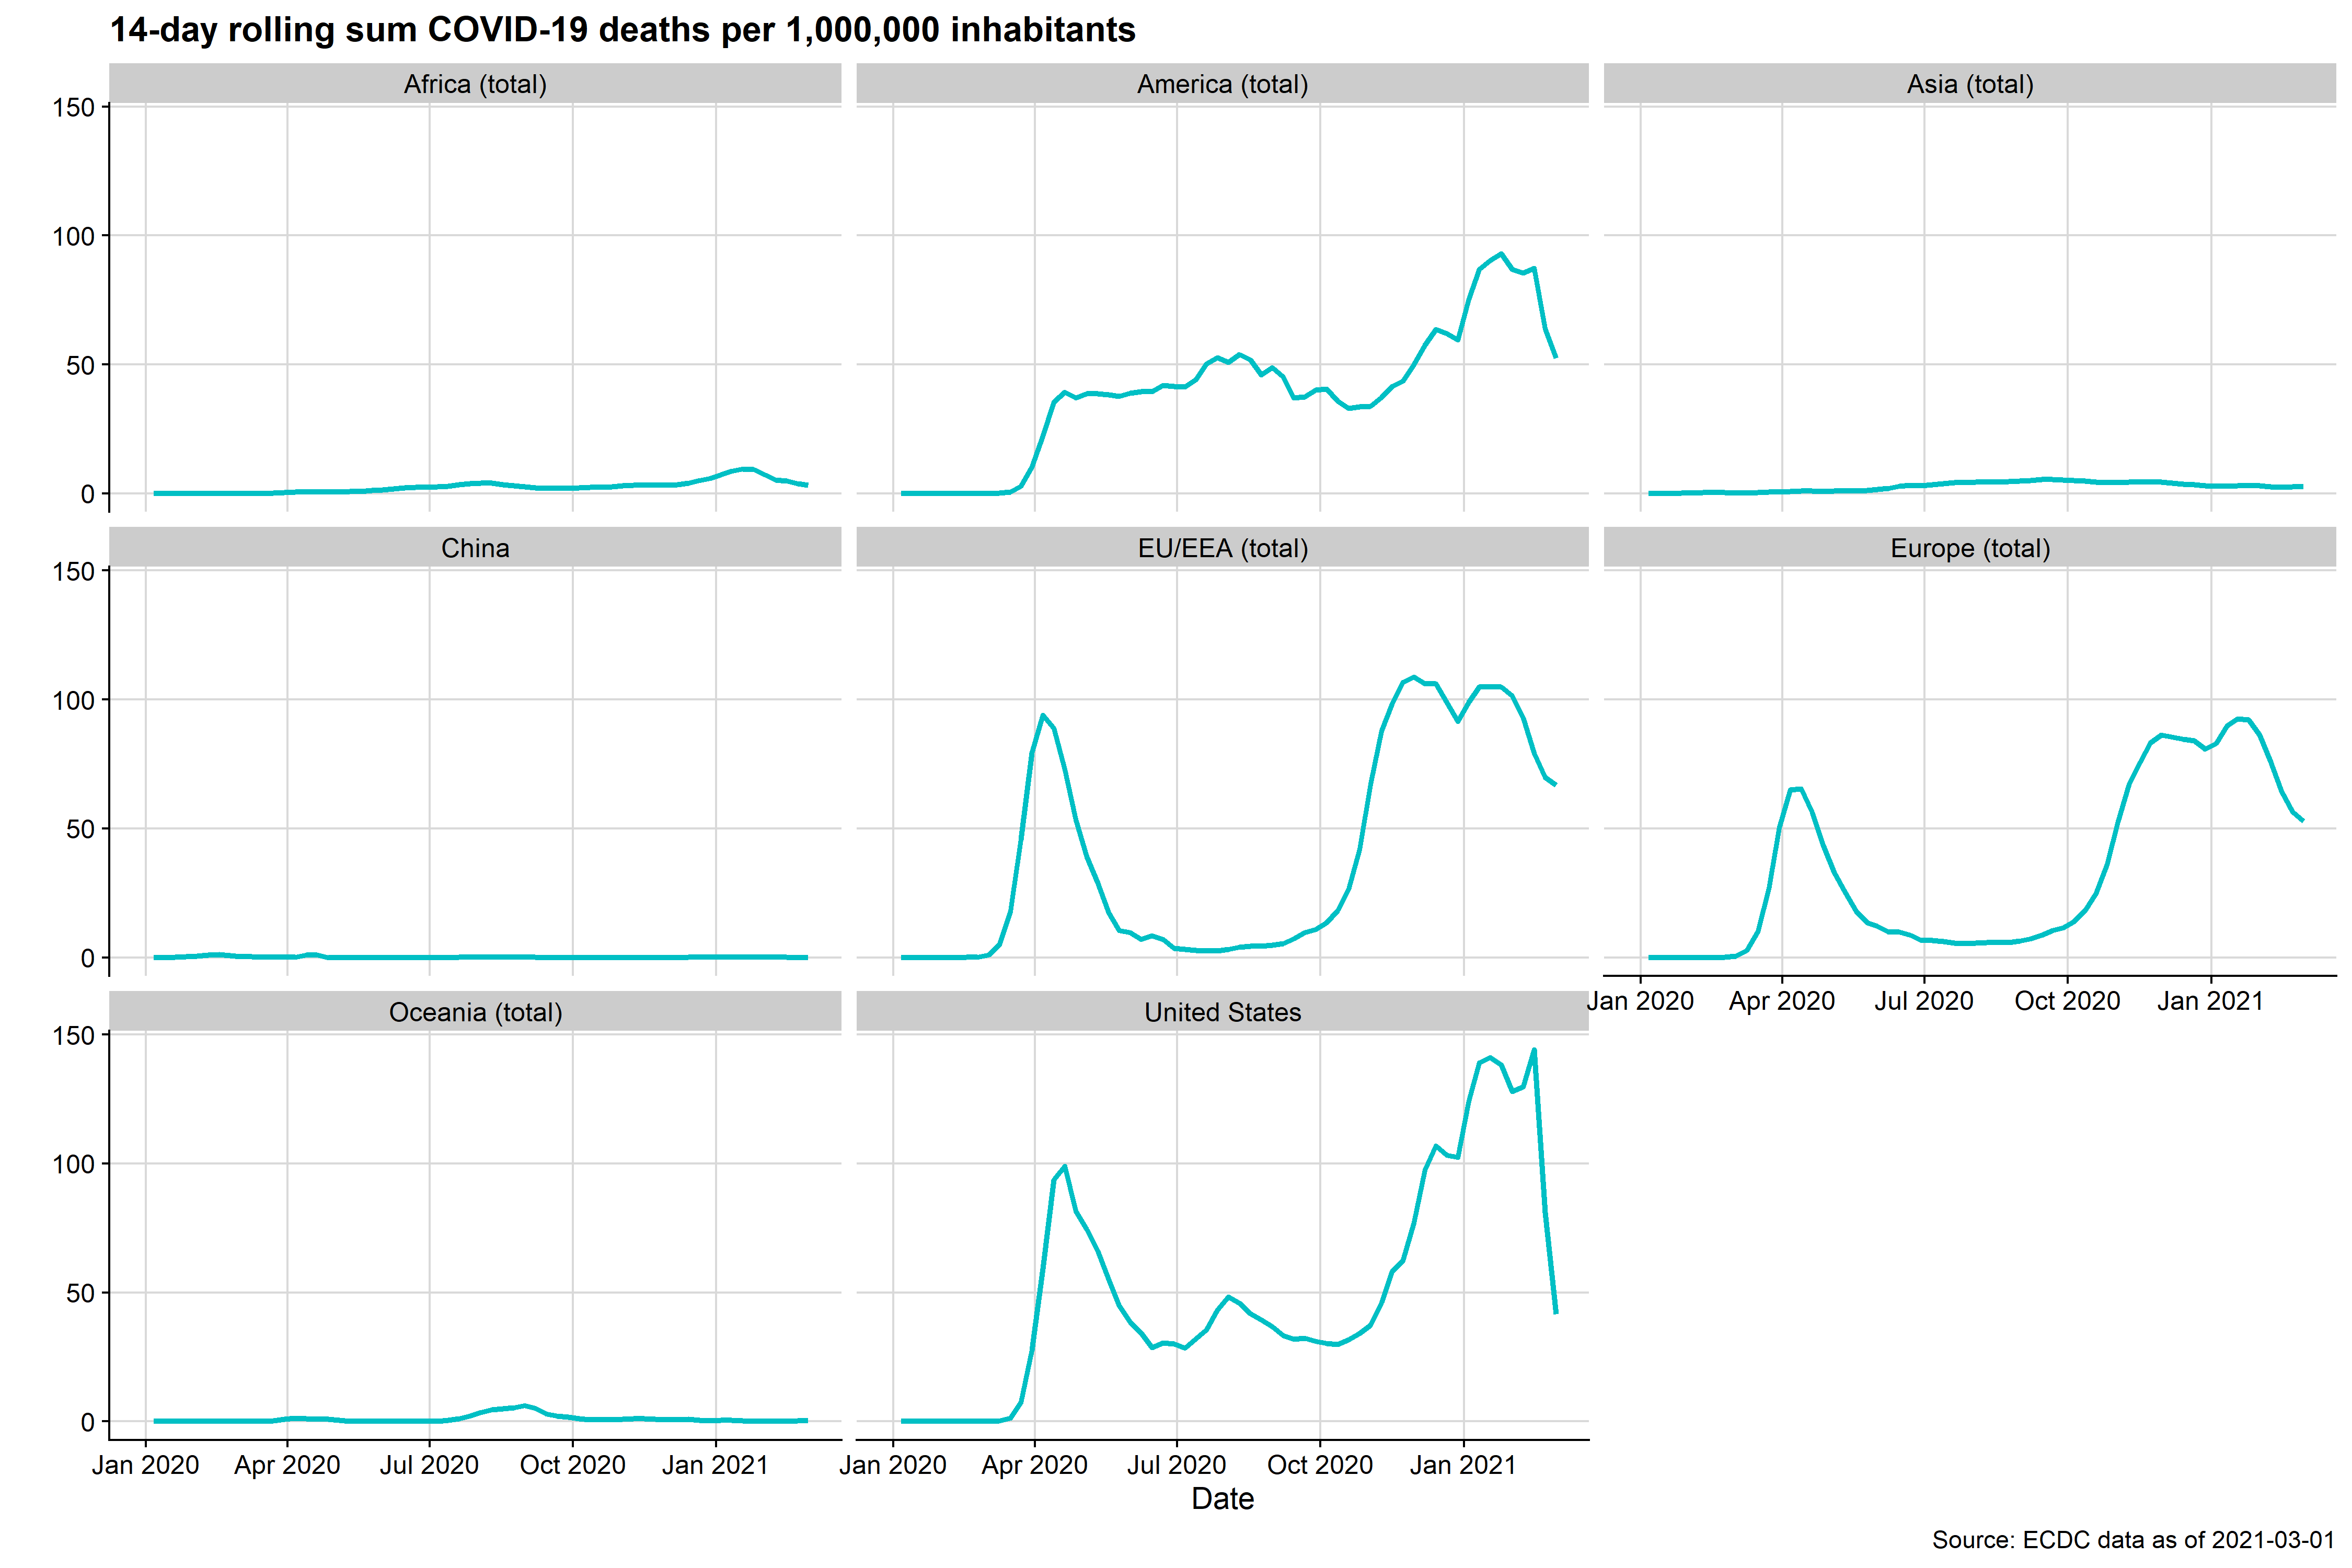 14-day rolling sum COVID-19 deaths per 1,000,000 inhabitants
Africa (total)
America (total)
Asia (total)
150
100
50
0
China
EU/EEA (total)
Europe (total)
150
100
50
0
Jan 2020 Apr 2020 Jul 2020 Oct 2020 Jan 2021
Oceania (total)
United States
150
100
50
0
Jan 2020 Apr 2020 Jul 2020 Oct 2020 Jan 2021
Jan 2020 Apr 2020 Jul 2020 Oct 2020 Jan 2021
Date
Source: ECDC data as of 2021-03-01